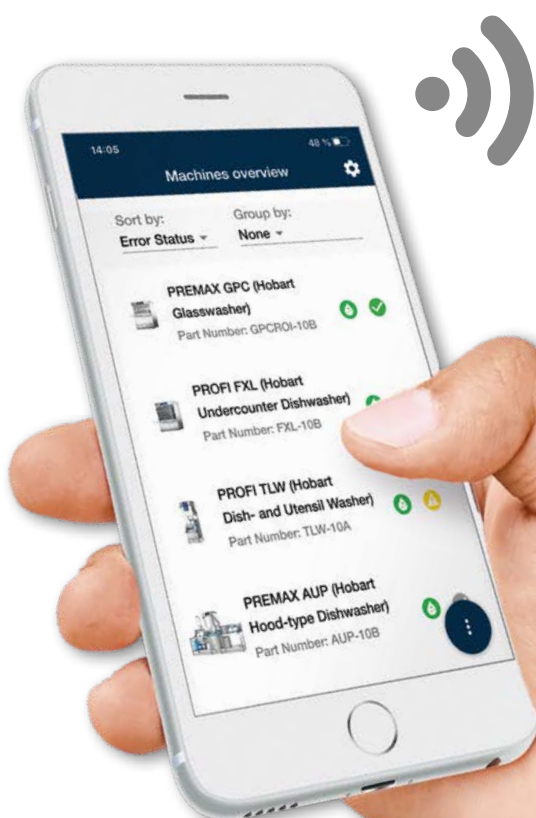 14:05
48 %
Machines overview
Sort by:
Group by:
Error Status
None
PREMAX GPC (Hobart
Glasswasher)
Part Number: GPCROI-10B
PROFI FXL (Hobart
Undercounter Dishwasher)
Part Number: FXL-10B
PROFI TLW (Hobart
Dish- and Utensil Washer)
Part Number: TLW-10A
PREMAX AUP (Hobart
Hood-type Dishwasher)
Part Number: AUP-10B